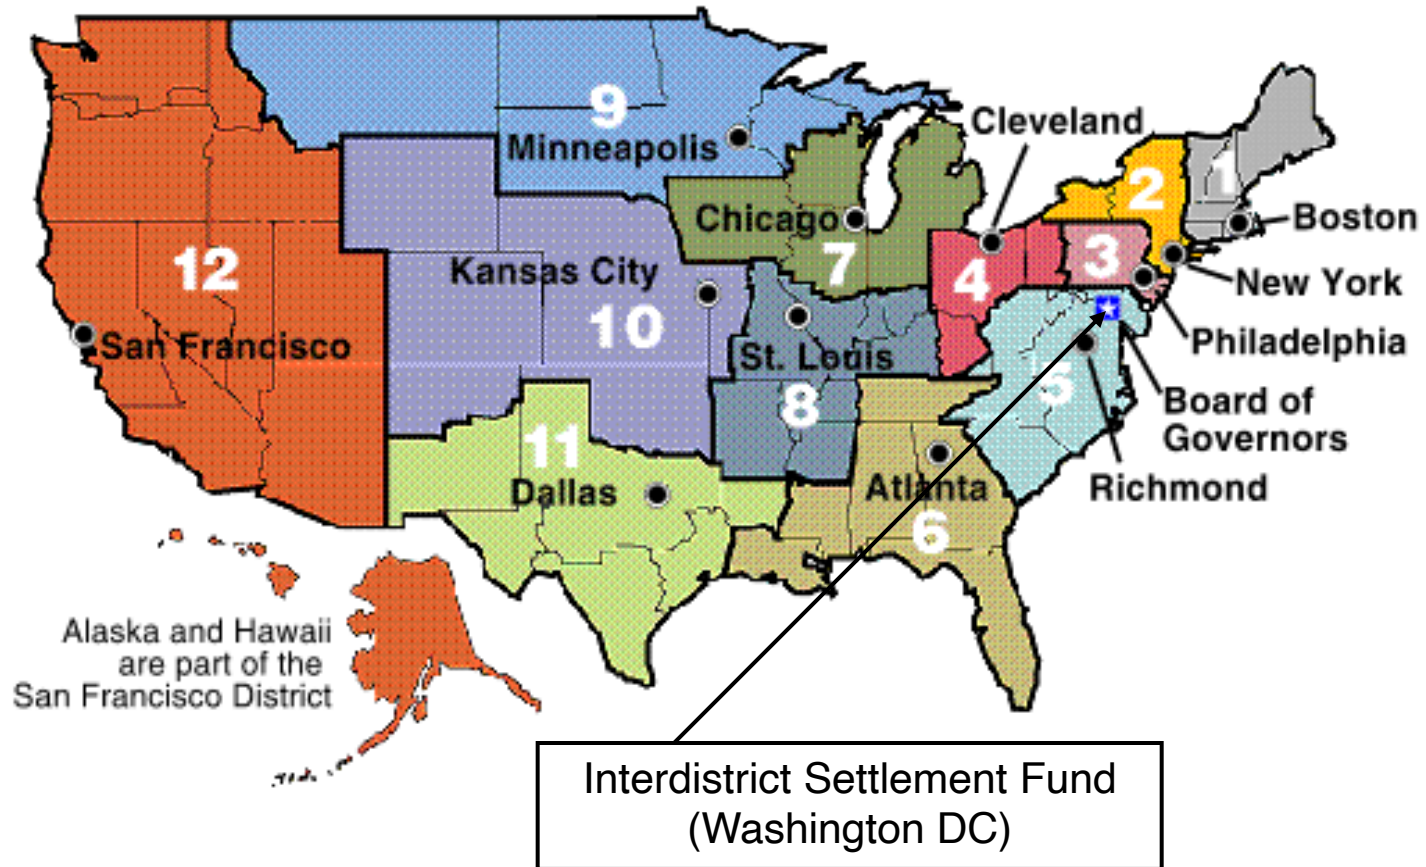 9
Minneapolis
Cleveland
2
1
Chicago
Boston
7
3
12
Kansas City
4
New York
10
San Francisco
St. Louis
Philadelphia
5
8
Board of
Governors
11
Dallas
Atlanta
Richmond
6
Alaska and Hawaii
are part of the
San Francisco District
Interdistrict Settlement Fund
(Washington DC)